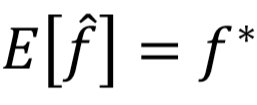 E[f̂] = f*